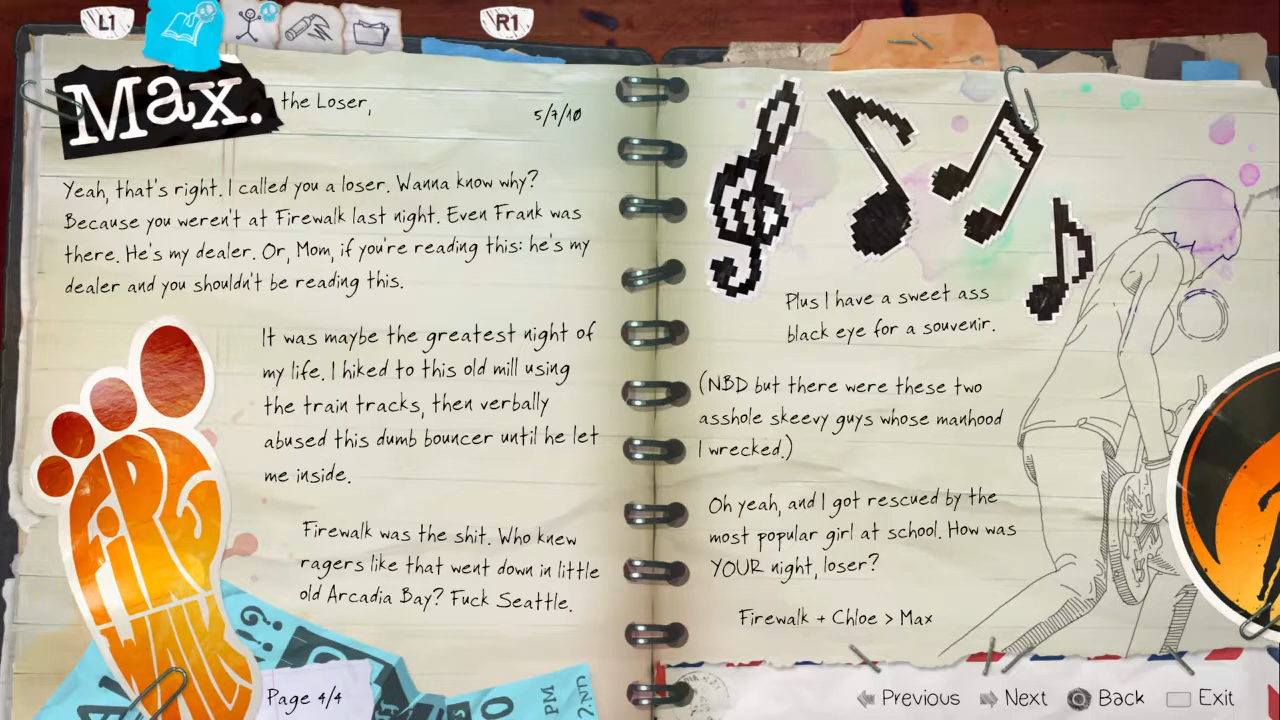 L1
R1
Max.
the Loser,
5/7/10
Yeah, that's right. I called you a loser. Wanna know why?
Because you weren't at Firewalk last night. Even Frank was
there. He's my dealer. Or, Mom, if you're reading this: he's my
dealer and you shouldn't be reading this.
It was maybe the greatest night of
my life. I hiked to this old mill using
the train tracks, then verbally
abused this dumb bouncer until he let
me inside.
Firewalk was the shit. Who knew
ragers like that went down in little
old Arcadia Bay? Fuck Seattle.
FIRE
WALK
PM
Page 4/4
Plus I have a sweet ass
black eye for a souvenir.
(NBD but there were these two
asshole skeevy guys whose manhood
I wrecked.)
Oh yeah, and I got rescued by the
most popular girl at school. How was
YOUR night, loser?
Firewalk + Chloe > Max
Previous Next Back Exit